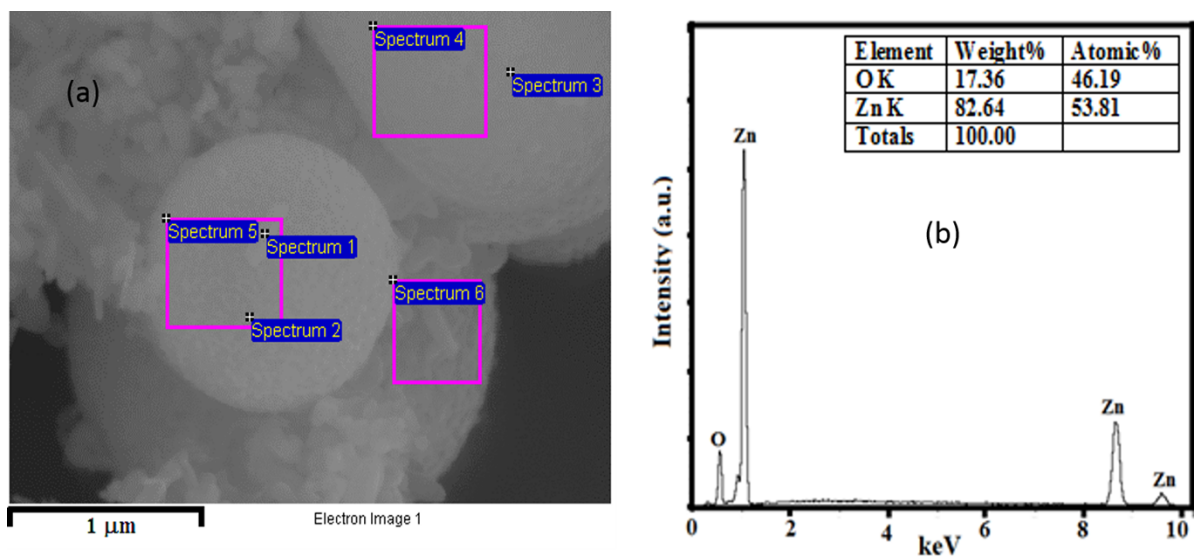 (a)
Spectrum 4
Spectrum 3
Spectrum 5
Spectrum 1
Spectrum 6
Spectrum 2
1 µm
Electron Image 1
Element Weight% Atomic%
O K 17.36 46.19
Zn K 82.64 53.81
Totals 100.00
Zn
(b)
Intensity (a.u.)
O
Zn
Zn
0 2 4 6 8 10
keV